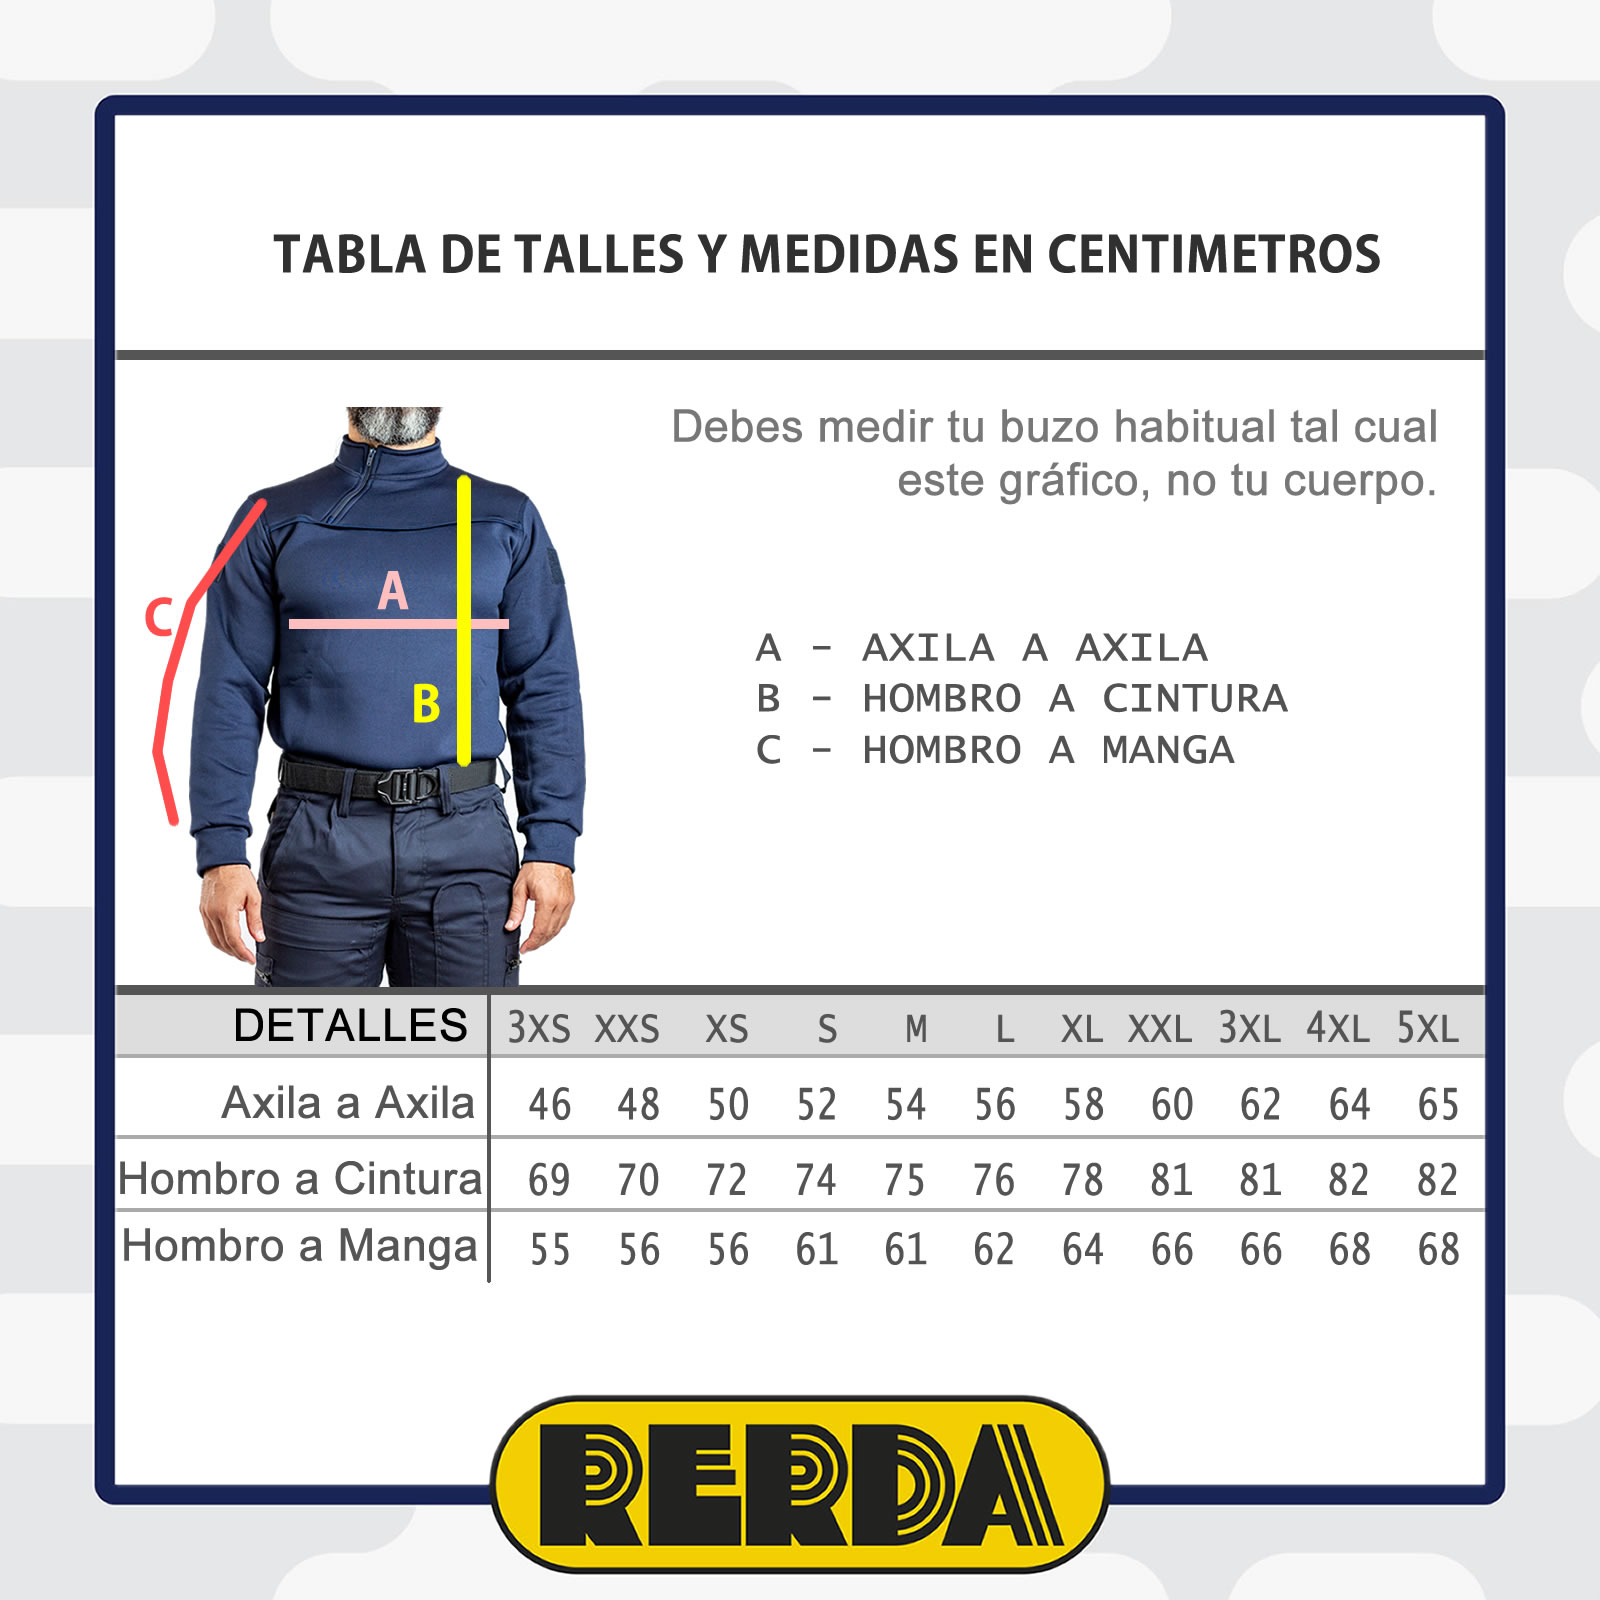 TABLA DE TALLES Y MEDIDAS EN CENTIMETROS
Debes medir tu buzo habitual tal cual
este gráfico, no tu cuerpo.
A
B
C
A - AXILA A AXILA
B - HOMBRO A CINTURA
C - HOMBRO A MANGA
DETALLES 3XS XXS XS S M L XL XXL 3XL 4XL 5XL
Axila a Axila 46 48 50 52 54 56 58 60 62 64 65
Hombro a Cintura 69 70 72 74 75 76 78 81 81 82 82
Hombro a Manga 55 56 56 61 61 62 64 66 66 68 68
RERDA